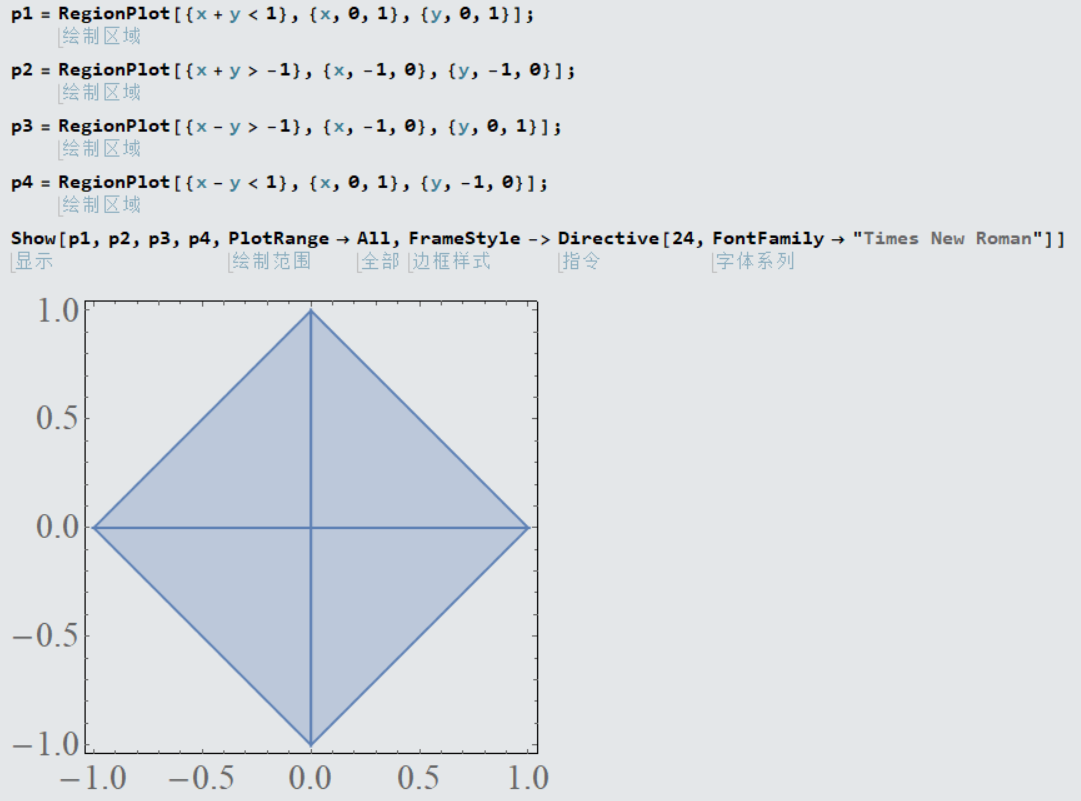 p1 = RegionPlot[{x + y < 1}, {x, 0, 1}, {y, 0, 1}];
绘制区域
p2 = RegionPlot[{x + y > -1}, {x, -1, 0}, {y, -1, 0}];
绘制区域
p3 = RegionPlot[{x - y > -1}, {x, -1, 0}, {y, 0, 1}];
绘制区域
p4 = RegionPlot[{x - y < 1}, {x, 0, 1}, {y, -1, 0}];
绘制区域
Show[p1, p2, p3, p4, PlotRange → All, FrameStyle -> Directive[24, FontFamily → "Times New Roman"]]
显示 绘制范围 全部 边框样式 指令 字体系列
1.0
0.5
0.0
−0.5
−1.0
−1.0 −0.5 0.0 0.5 1.0